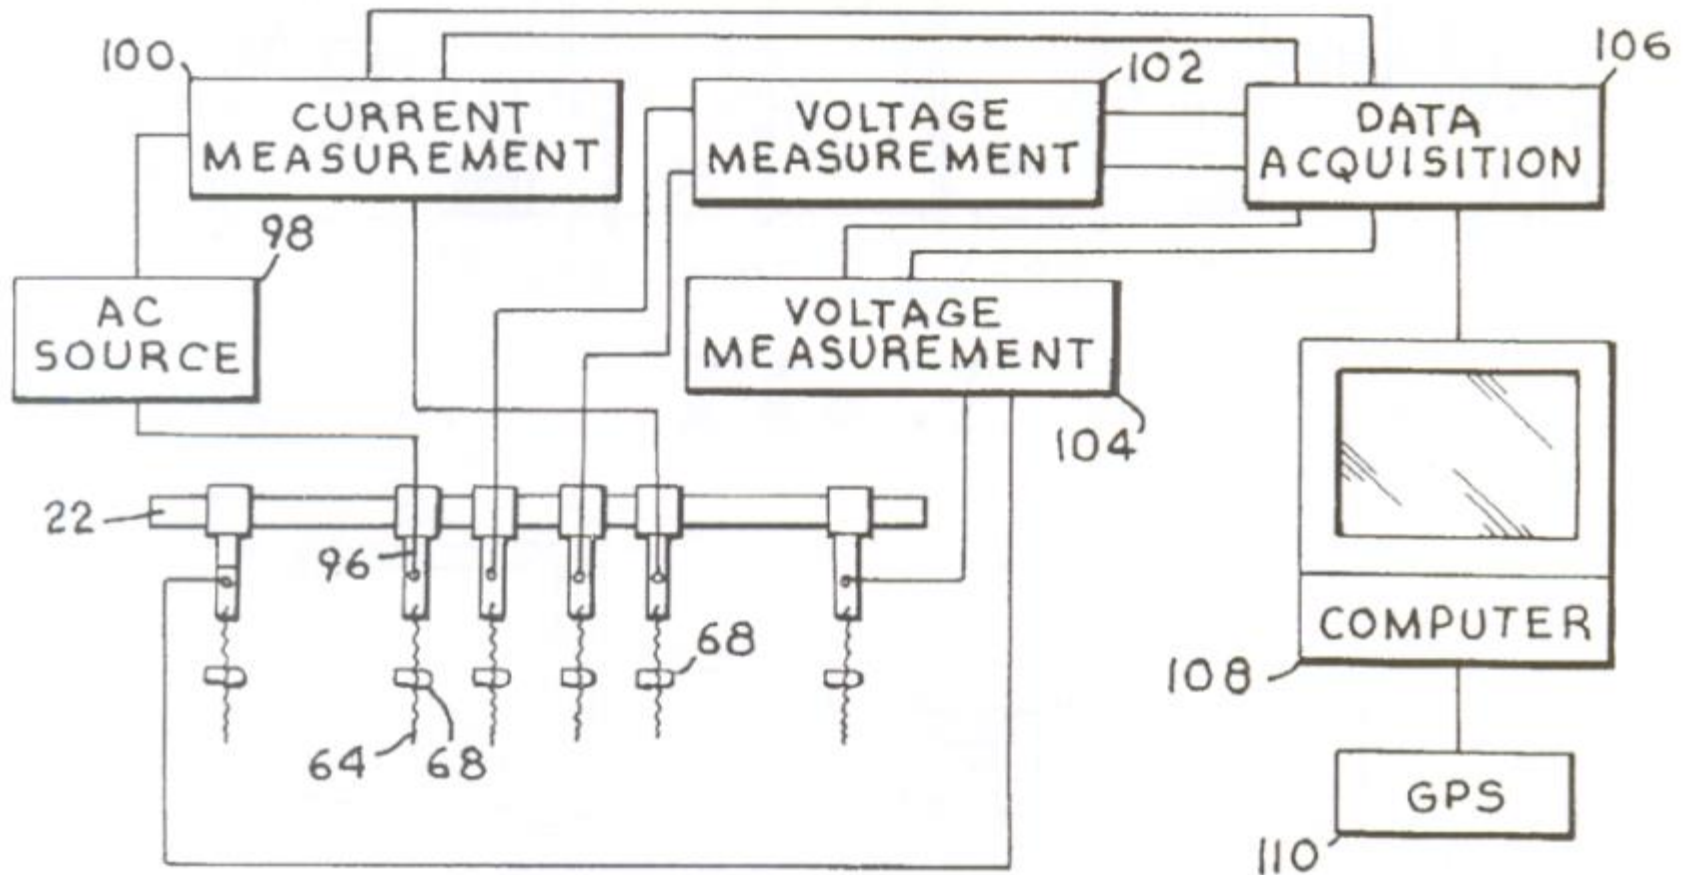 100
CURRENT
MEASUREMENT
102
VOLTAGE
MEASUREMENT
106
DATA
ACQUISITION
98
AC
SOURCE
VOLTAGE
MEASUREMENT
104
22
96
68
64
68
COMPUTER
108
GPS
110